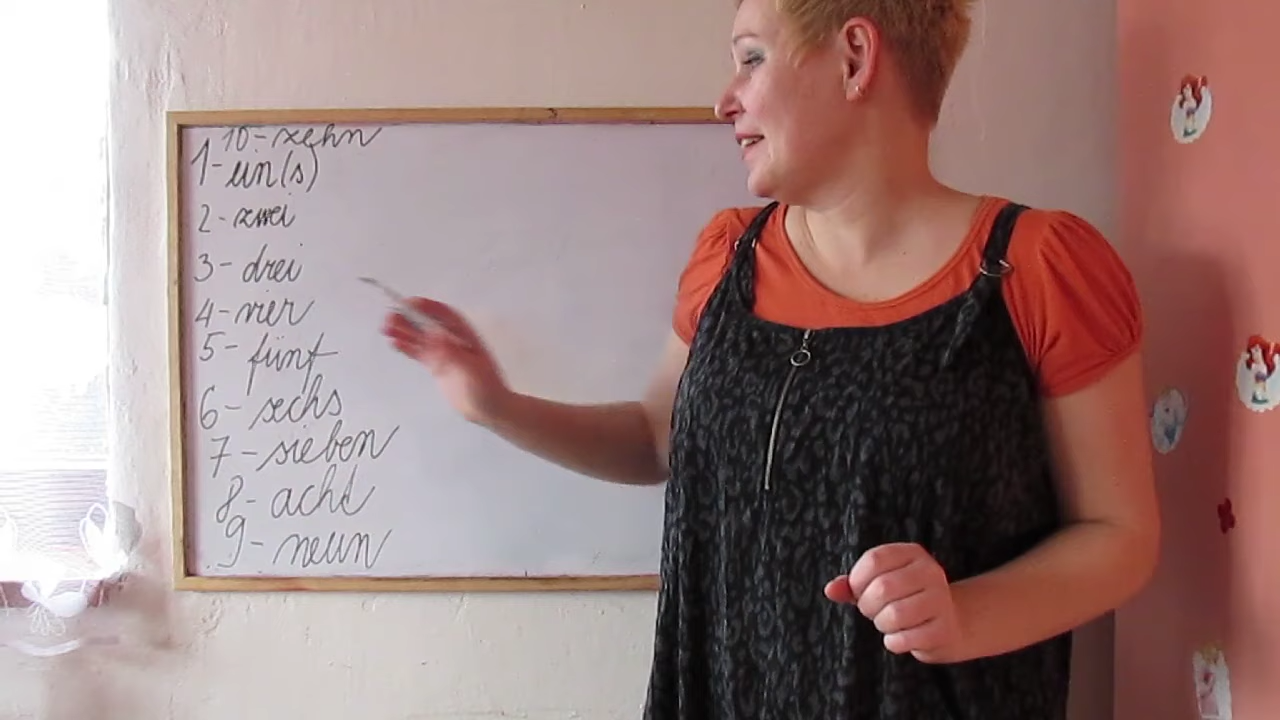 10 - zehn
1 - ein(s)
2 - zwei
3 - drei
4 - vier
5 - fünf
6 - sechs
7 - sieben
8 - acht
9 - neun